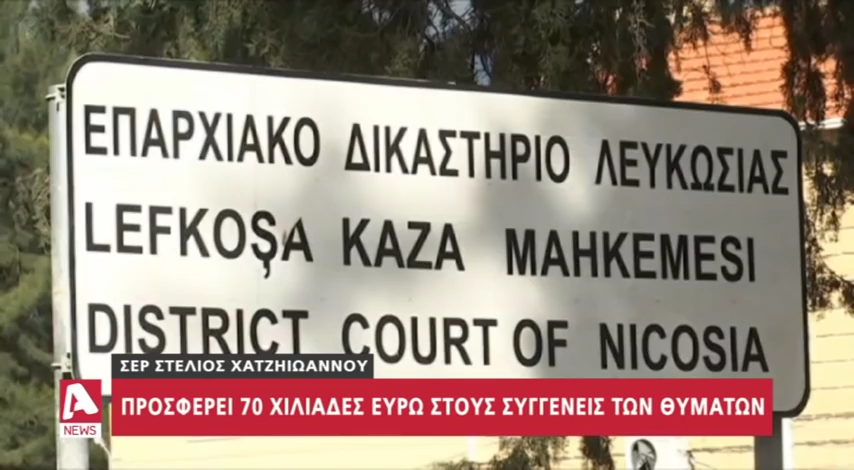 ΕΠΑΡΧΙΑΚΟ ΔΙΚΑΣΤΗΡΙΟ ΛΕΥΚΩΣΙΑΣ
LEFKOŞA KAZA MAHKEMESI
DISTRICT COURT OF NICOSIA
ΣΕΡ ΣΤΕΛΙΟΣ ΧΑΤΖΗΙΩΑΝΝΟΥ
ΠΡΟΣΦΕΡΕΙ 70 ΧΙΛΙΑΔΕΣ ΕΥΡΩ ΣΤΟΥΣ ΣΥΓΓΕΝΕΙΣ ΤΩΝ ΘΥΜΑΤΩΝ
A
NEWS